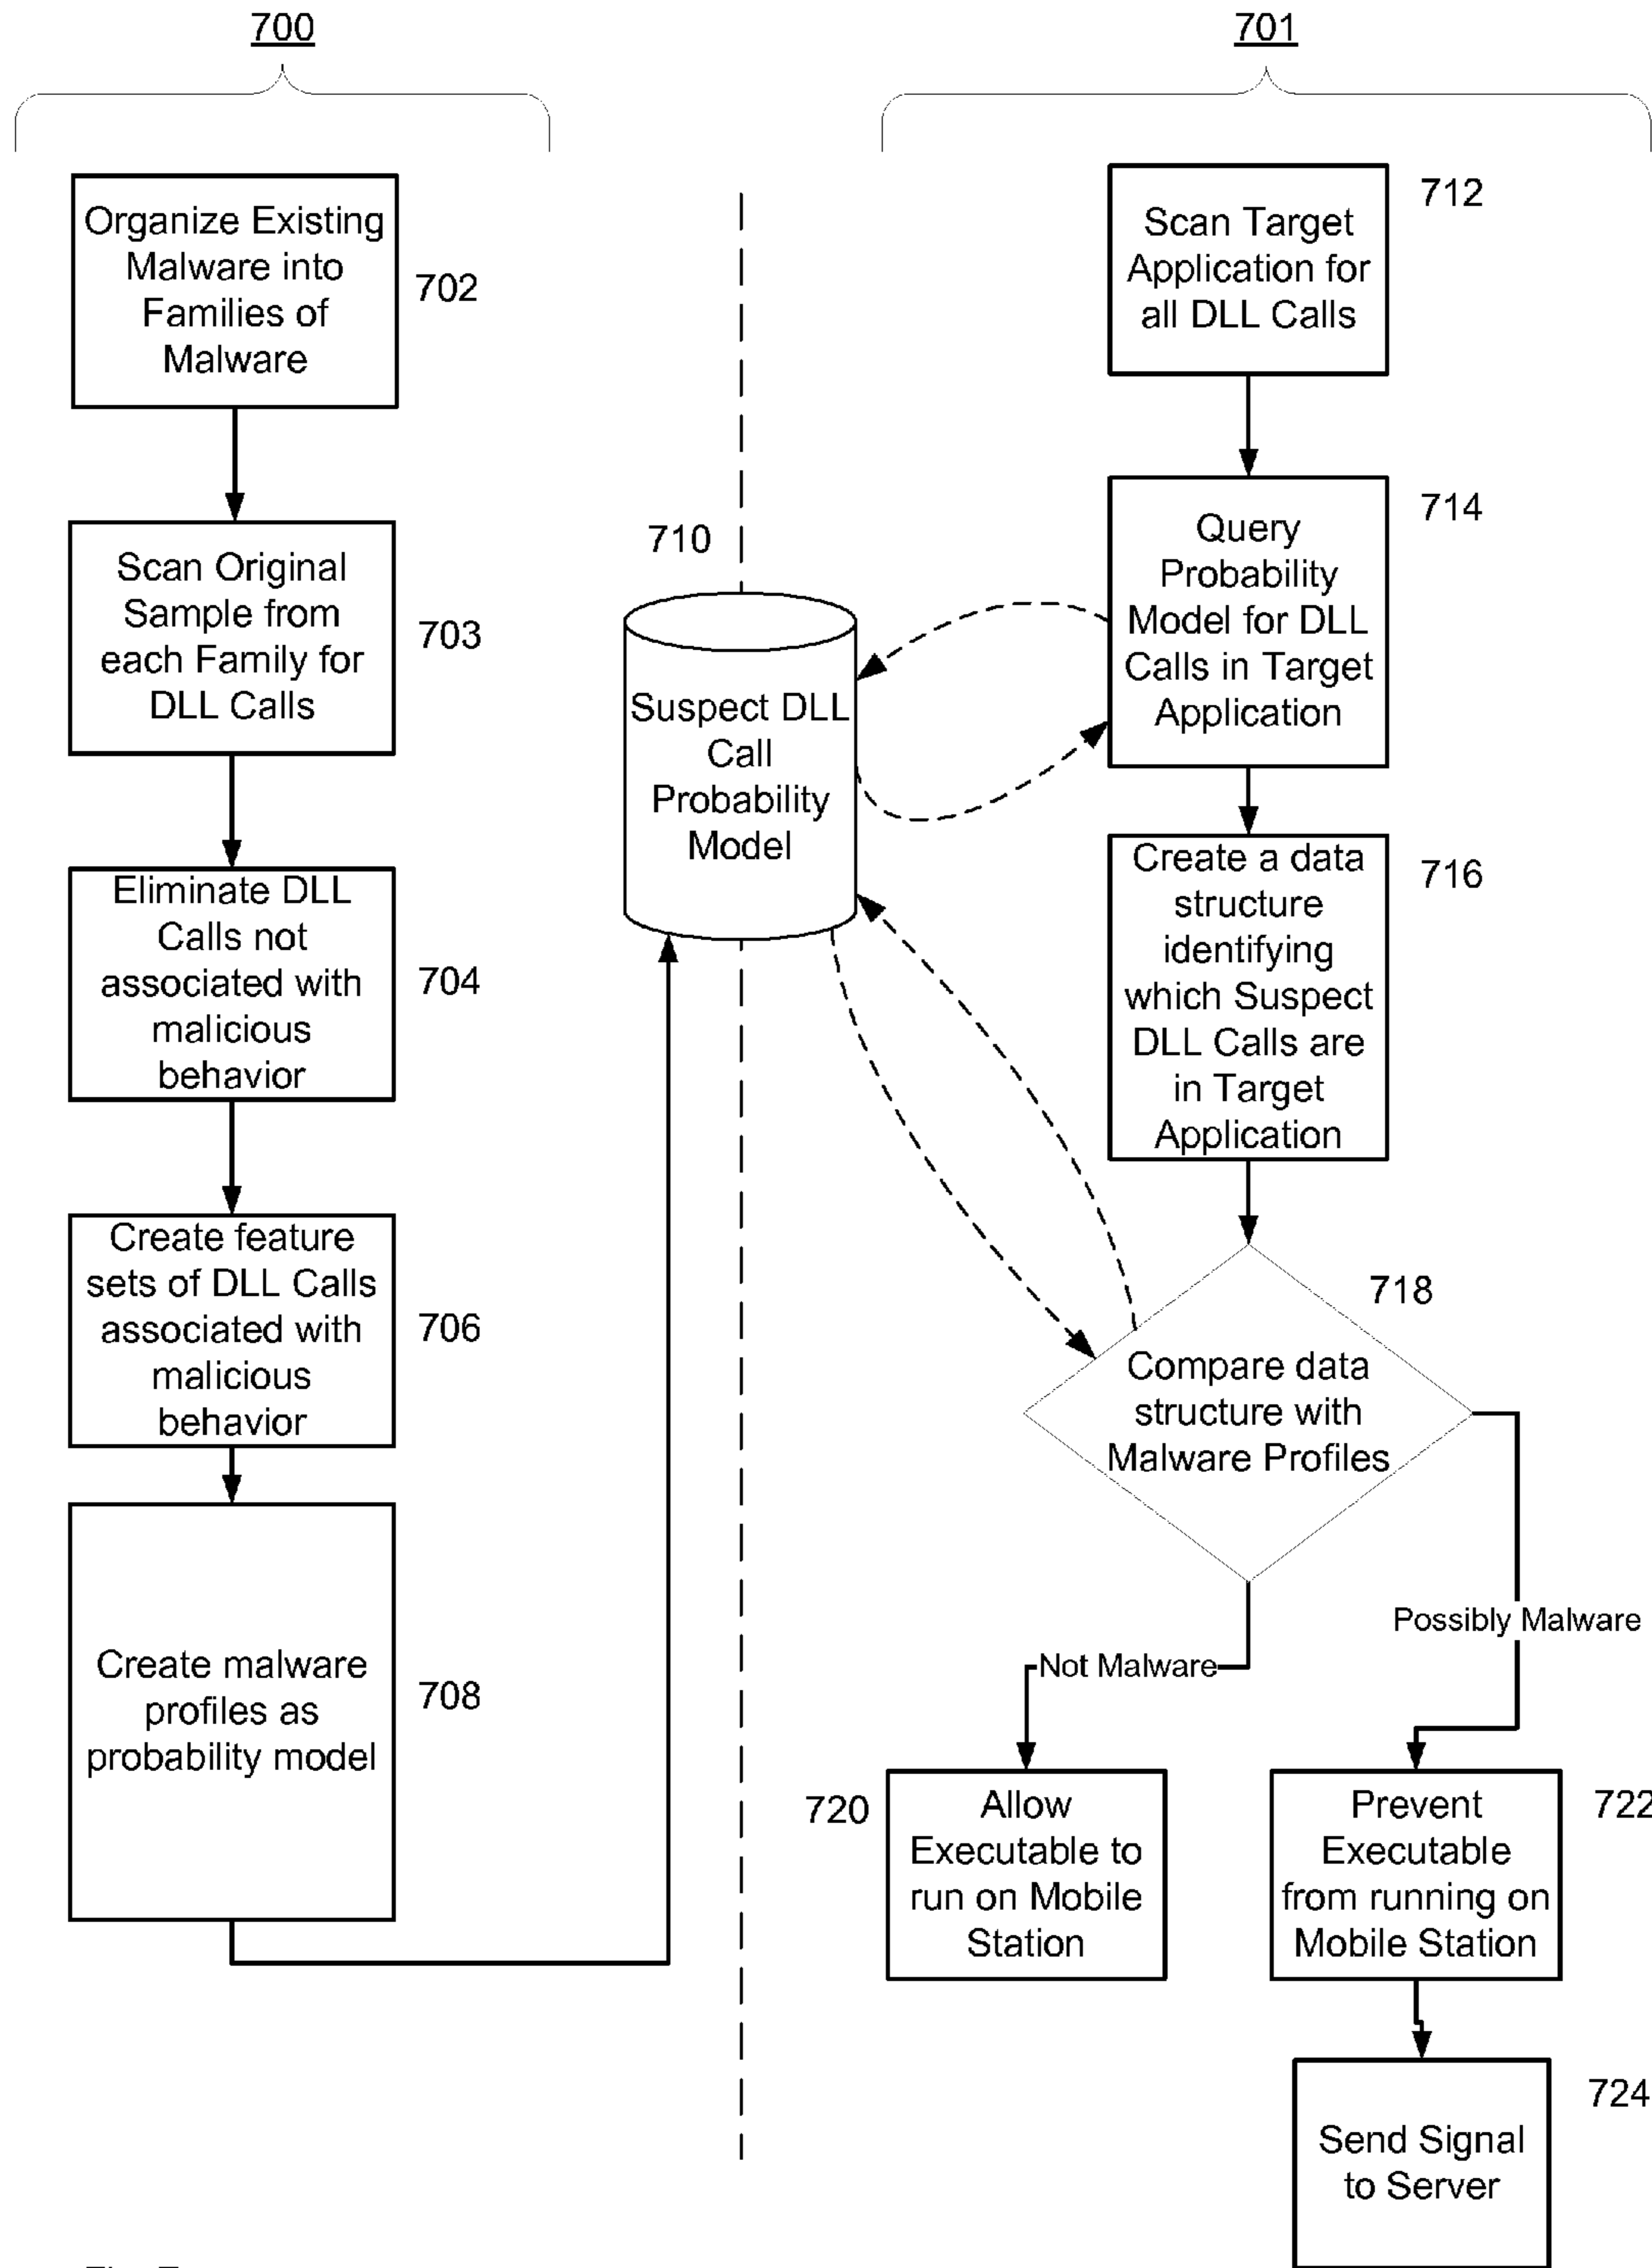 700
701
Organize Existing
Malware into
Families of
Malware
702
Scan Original
Sample from
each Family for
DLL Calls
703
Eliminate DLL
Calls not
associated with
malicious
behavior
704
Create feature
sets of DLL Calls
associated with
malicious
behavior
706
Create malware
profiles as
probability model
708
710
Suspect DLL
Call
Probability
Model
Scan Target
Application for
all DLL Calls
712
Query
Probability
Model for DLL
Calls in Target
Application
714
Create a data
structure
identifying
which Suspect
DLL Calls are
in Target
Application
716
718
Compare data
structure with
Malware Profiles
Not Malware
Possibly Malware
720
Allow
Executable to
run on Mobile
Station
Prevent
Executable
from running on
Mobile Station
722
Send Signal
to Server
724